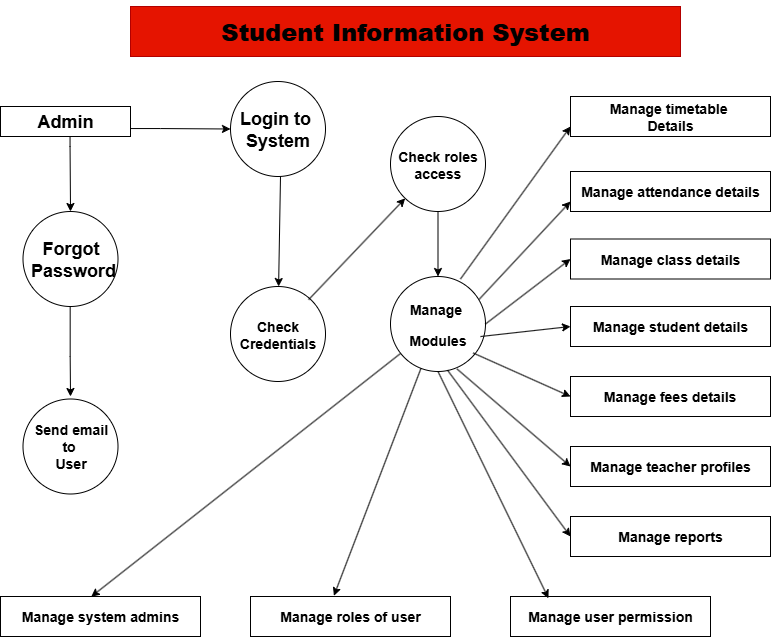 Student Information System
Admin
Login to
System
Check roles
access
Manage timetable
Details
Manage attendance details
Forgot
Password
Manage class details
Check
Credentials
Manage
Modules
Manage student details
Manage fees details
Send email
to
User
Manage teacher profiles
Manage reports
Manage system admins
Manage roles of user
Manage user permission